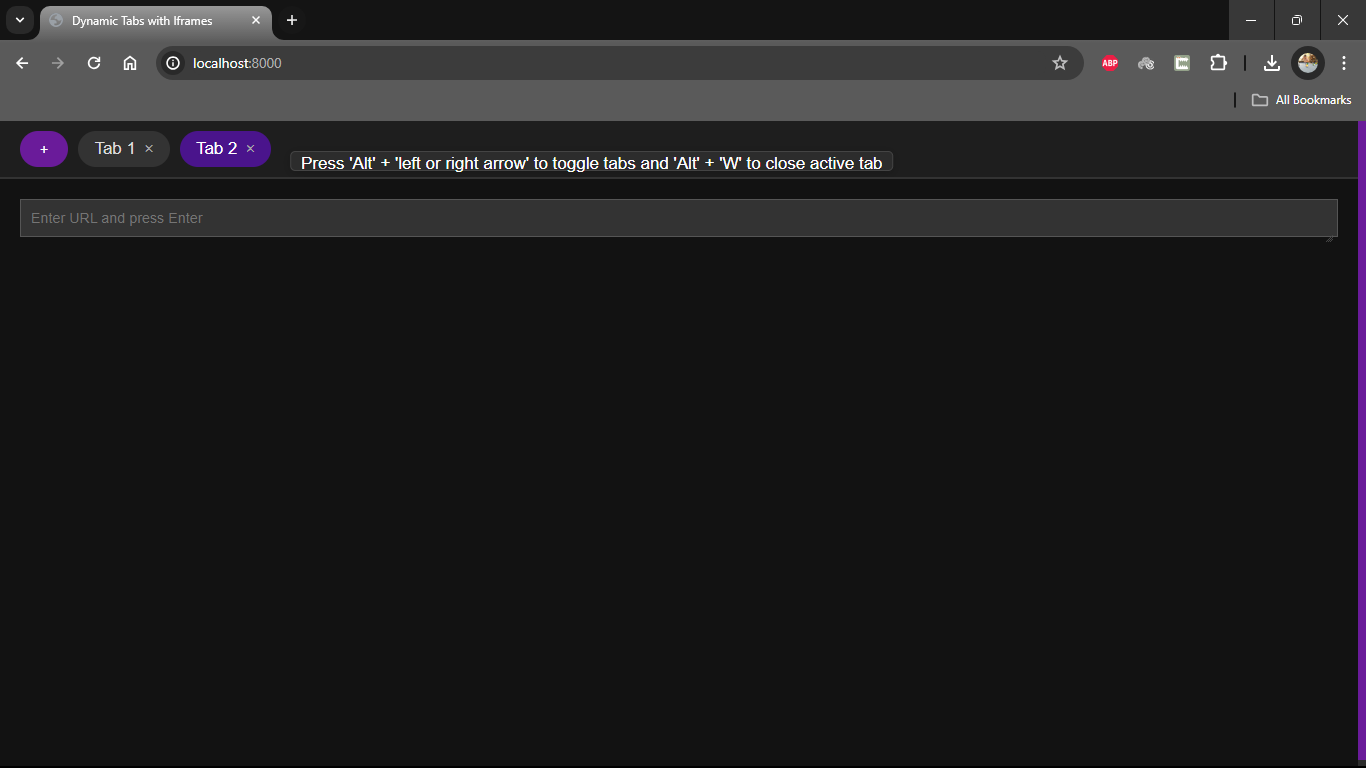 Dynamic Tabs with Iframes
localhost:8000
ABP
All Bookmarks
+ Tab 1 × Tab 2 ×
Press 'Alt' + 'left or right arrow' to toggle tabs and 'Alt' + 'W' to close active tab
Enter URL and press Enter